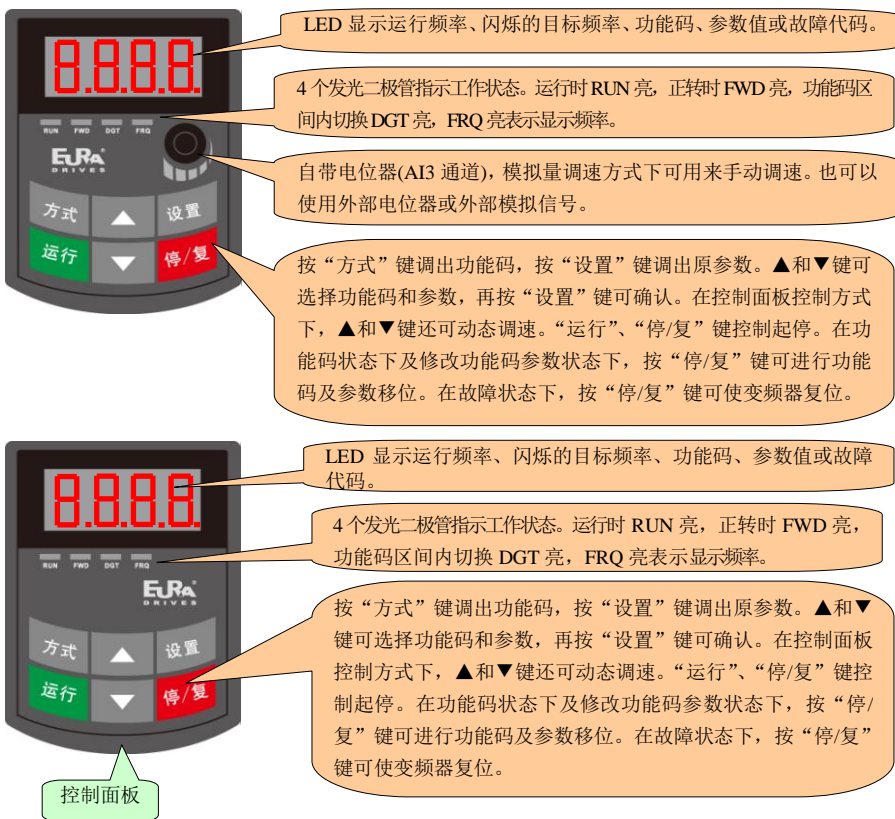 8.8.8.8.
RUN FWD DGT FRQ
EURA
DRIVES
方式 ▲ 设置
运行 ▼ 停/复
LED 显示运行频率、闪烁的目标频率、功能码、参数值或故障代码。
4 个发光二极管指示工作状态。运行时 RUN 亮，正转时 FWD 亮，功能码区
间内切换 DGT 亮，FRQ 亮表示显示频率。
自带电位器(AI3 通道)，模拟量调速方式下可用来手动调速。也可以
使用外部电位器或外部模拟信号。
按“方式”键调出功能码，按“设置”键调出原参数。▲和▼键可
选择功能码和参数，再按“设置”键可确认。在控制面板控制方式
下，▲和▼键还可动态调速。“运行”、“停/复”键控制起停。在功
能码状态下及修改功能码参数状态下，按“停/复”键可进行功能
码及参数移位。在故障状态下，按“停/复”键可使变频器复位。
8.8.8.8.
RUN FWD DGT FRQ
EURA
DRIVES
方式 ▲ 设置
运行 ▼ 停/复
LED 显示运行频率、闪烁的目标频率、功能码、参数值或故障
代码。
4 个发光二极管指示工作状态。运行时 RUN 亮，正转时 FWD 亮，
功能码区间内切换 DGT 亮，FRQ 亮表示显示频率。
按“方式”键调出功能码，按“设置”键调出原参数。▲和▼
键可选择功能码和参数，再按“设置”键可确认。在控制面板
控制方式下，▲和▼键还可动态调速。“运行”、“停/复”键控
制起停。在功能码状态下及修改功能码参数状态下，按“停/
复”键可进行功能码及参数移位。在故障状态下，按“停/复”
键可使变频器复位。
控制面板